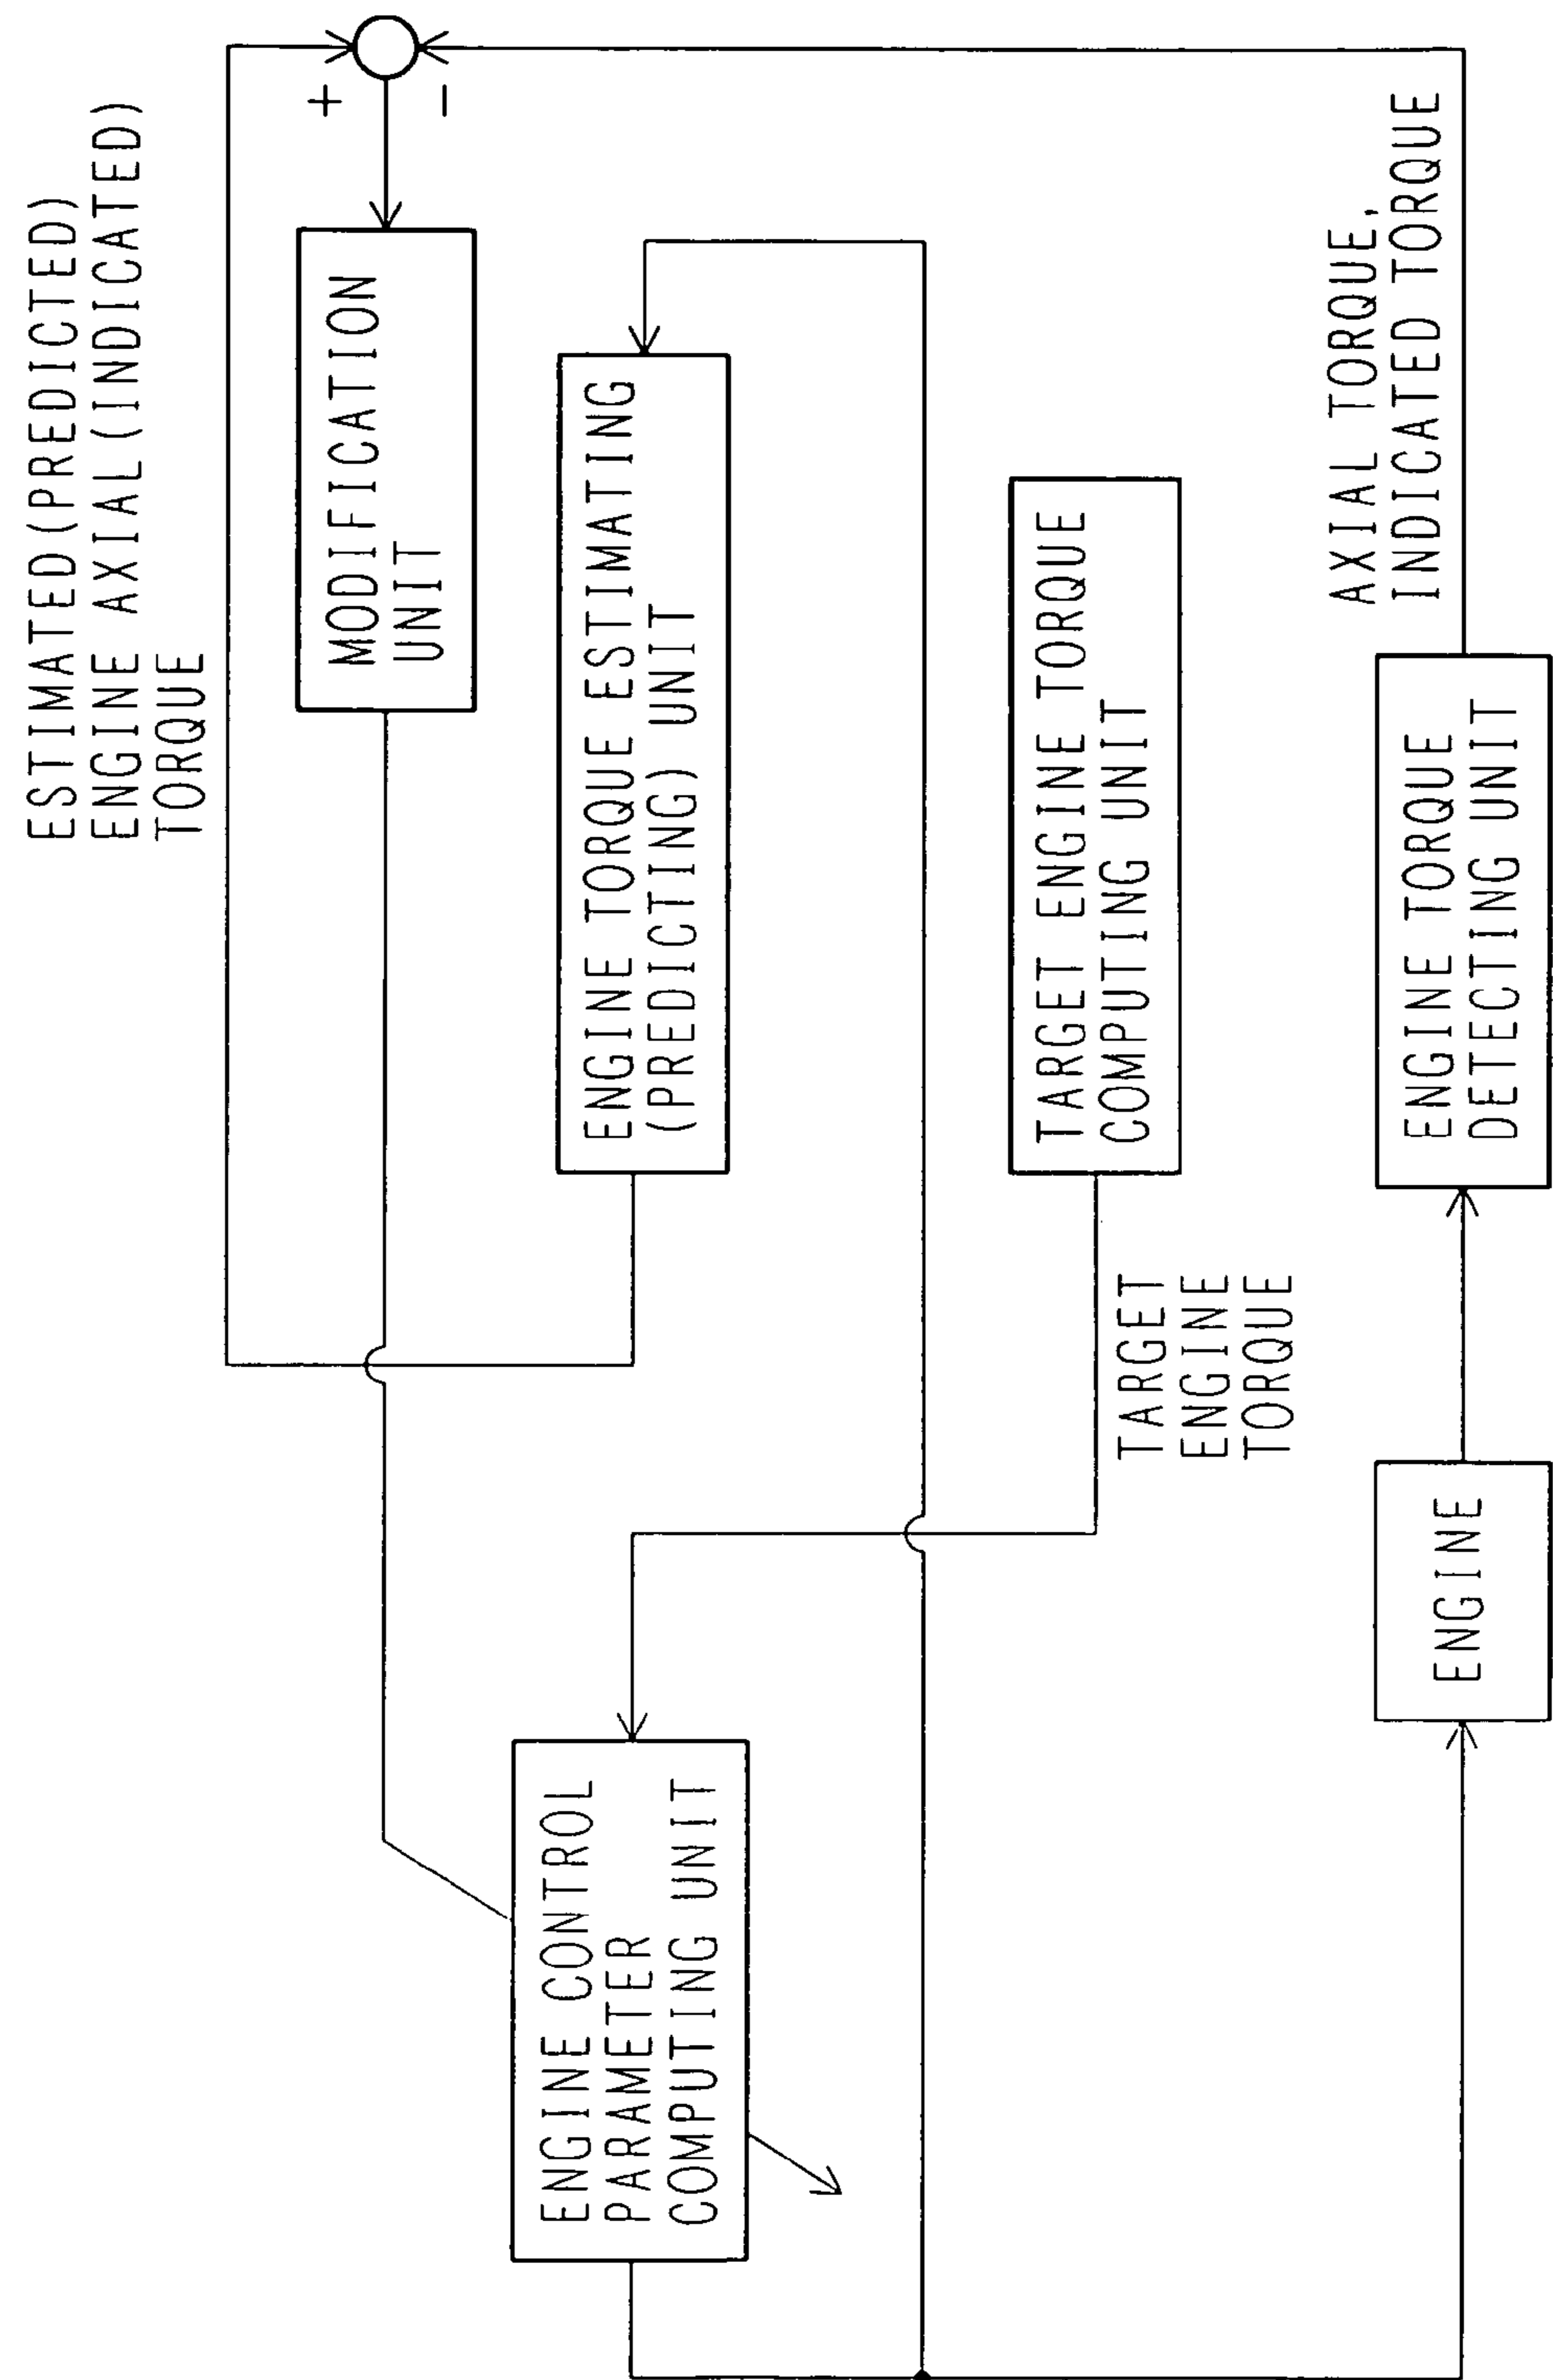 ESTIMATED(PREDICTED)
ENGINE AXIAL(INDICATED)
TORQUE
+
-
MODIFICATION
UNIT
ENGINE TORQUE ESTIMATING
(PREDICTING) UNIT
ENGINE CONTROL
PARAMETER
COMPUTING UNIT
TARGET ENGINE TORQUE
COMPUTING UNIT
TARGET
ENGINE
TORQUE
AXIAL TORQUE,
INDICATED TORQUE
ENGINE
ENGINE TORQUE
DETECTING UNIT